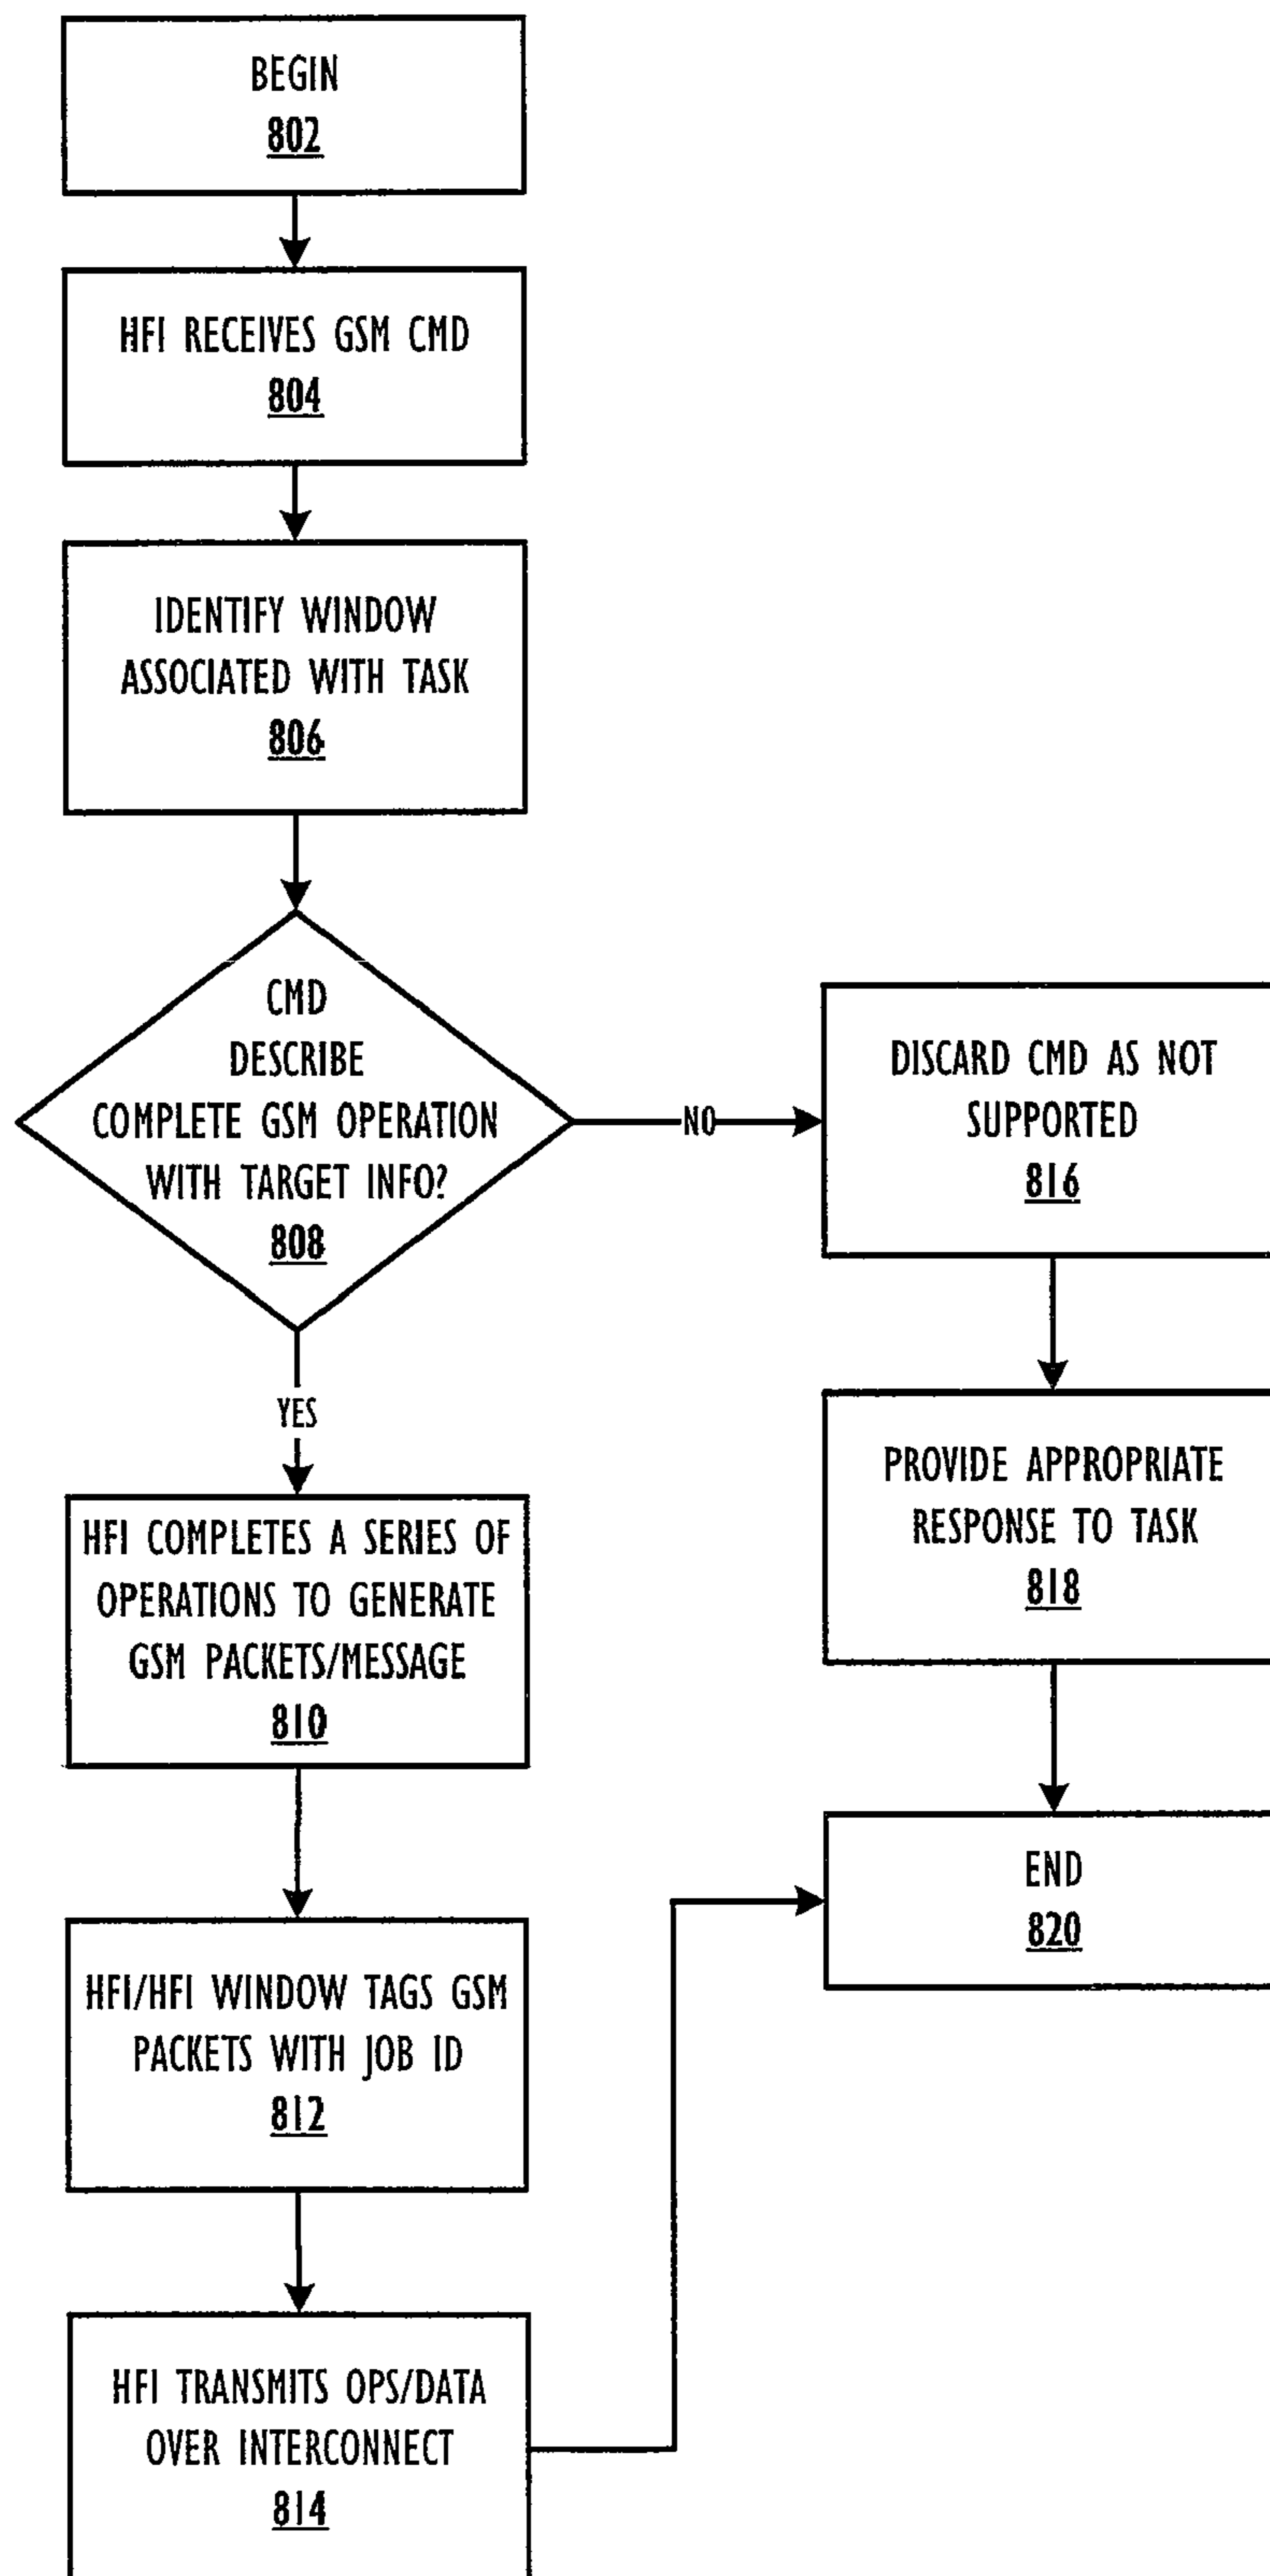 BEGIN
802
HFI RECEIVES GSM CMD
804
IDENTIFY WINDOW
ASSOCIATED WITH TASK
806
CMD
DESCRIBE
COMPLETE GSM OPERATION
WITH TARGET INFO?
808
NO
DISCARD CMD AS NOT
SUPPORTED
816
PROVIDE APPROPRIATE
RESPONSE TO TASK
818
YES
HFI COMPLETES A SERIES OF
OPERATIONS TO GENERATE
GSM PACKETS/MESSAGE
810
HFI/HFI WINDOW TAGS GSM
PACKETS WITH JOB ID
812
HFI TRANSMITS OPS/DATA
OVER INTERCONNECT
814
END
820